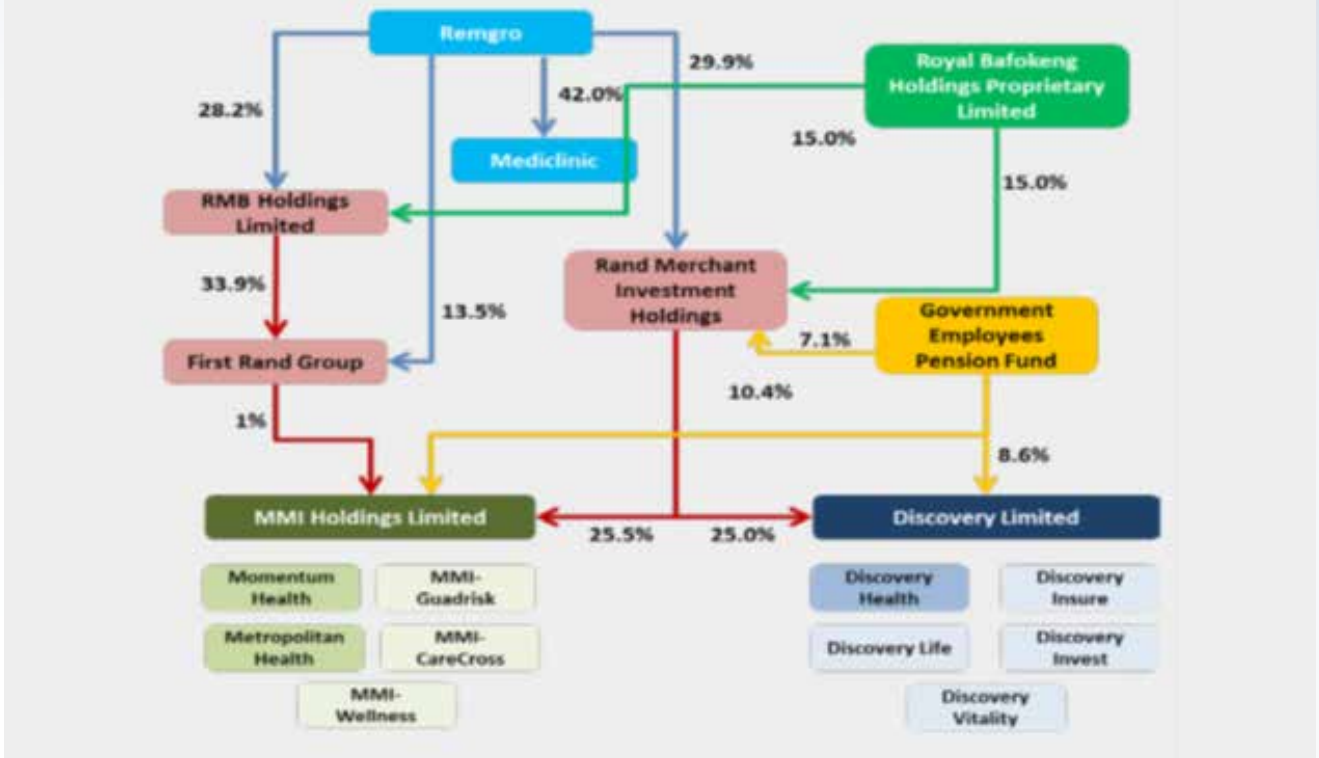 Remgro
29.9%
Royal Bafokeng
Holdings Proprietary
Limited
28.2%
42.0%
15.0%
Mediclinic
15.0%
RMB Holdings
Limited
Rand Merchant
Investment
Holdings
33.9%
13.5%
Government
Employees
Pension Fund
7.1%
First Rand Group
10.4%
1%
8.6%
MMI Holdings Limited
25.5%
25.0%
Discovery Limited
Momentum
Health
MMI-
Guadrisk
Discovery
Health
Discovery
Insure
Metropolitan
Health
MMI-
CareCross
Discovery Life
Discovery
Invest
MMI-
Wellness
Discovery
Vitality